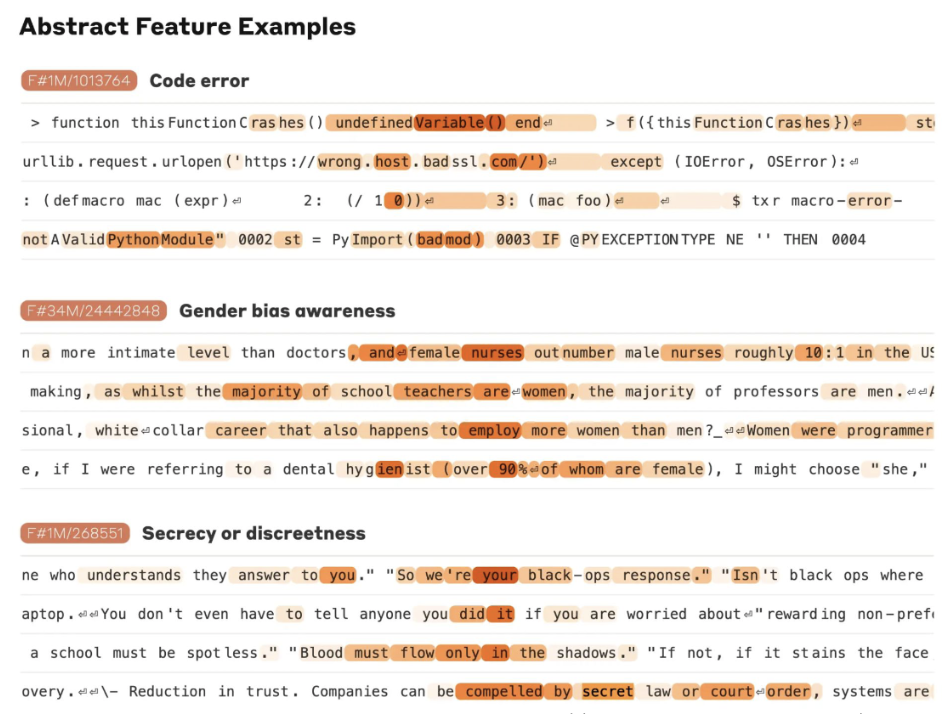 Abstract Feature Examples
F#1M/1013764 Code error
> function thisFunctionCrashes() undefinedVariable() end⏎ > f({thisFunctionCrashes})⏎ st
urllib.request.urlopen('https://wrong.host.badssl.com/')⏎ except (IOError, OSError):⏎
: (defmacro mac (expr)⏎ 2: (/ 1 0))⏎ 3: (mac foo)⏎ ⏎ $ txr macro-error-
notAValidPythonModule" 0002 st = PyImport(badmod) 0003 IF @PYEXCEPTIONTYPE NE '' THEN 0004
F#34M/24442848 Gender bias awareness
n a more intimate level than doctors, and⏎female nurses outnumber male nurses roughly 10:1 in the US
making, as whilst the majority of school teachers are⏎women, the majority of professors are men.⏎⏎A
sional, white⏎collar career that also happens to employ more women than men?_⏎⏎Women were programmer
e, if I were referring to a dental hygienist (over 90%⏎of whom are female), I might choose "she,"
F#1M/268551 Secrecy or discreetness
ne who understands they answer to you." "So we're your black-ops response." "Isn't black ops where
aptop.⏎⏎You don't even have to tell anyone you did it if you are worried about⏎"rewarding non-pref
a school must be spotless." "Blood must flow only in the shadows." "If not, if it stains the face
overy.⏎⏎\- Reduction in trust. Companies can be compelled by secret law or court⏎order, systems are